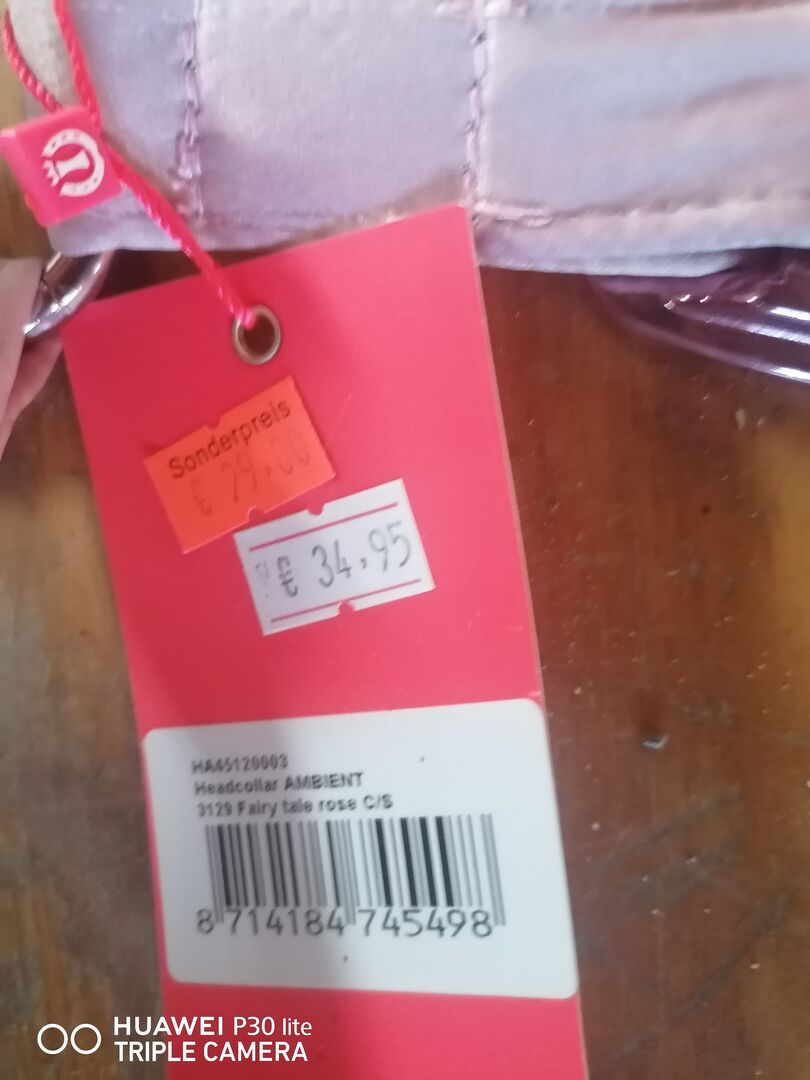 Sonderpreis
€ 29.00
€ 34.95
HA45120003
Headcollar AMBIENT
3129 Fairy tale rose C/S
8 714184 745498
HUAWEI P30 lite
TRIPLE CAMERA